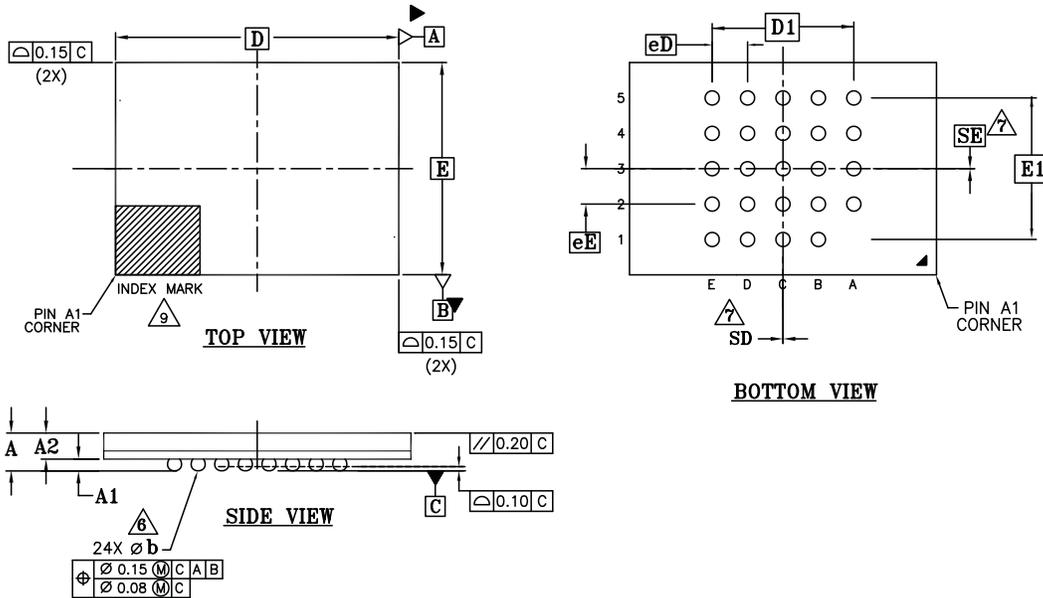 D
A
⌓ 0.15 C
(2X)
E
INDEX MARK
9
PIN A1
CORNER
TOP VIEW
B
⌓ 0.15 C
(2X)
D1
eD
5
4
3
2
1
SE
7
E1
eE
E D C B A
7
SD
PIN A1
CORNER
BOTTOM VIEW
A
A2
A1
// 0.20 C
C
⌓ 0.10 C
SIDE VIEW
6
24X Ø b
⌖ Ø 0.15 Ⓜ C A B
Ø 0.08 Ⓜ C